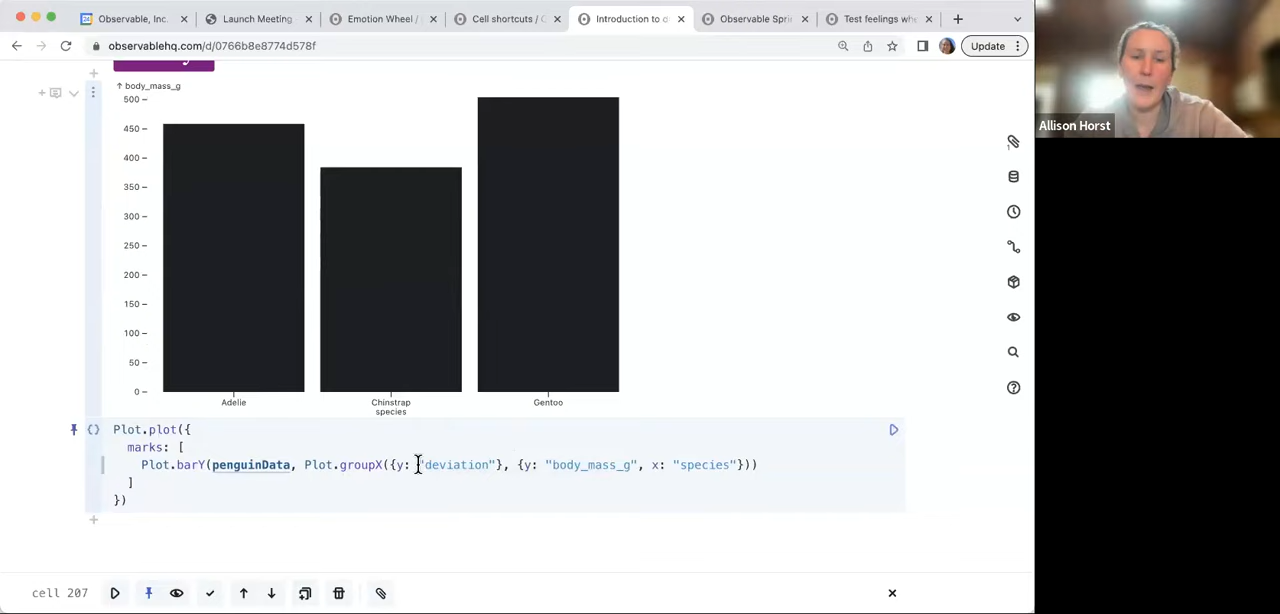 Observable, Inc.
Launch Meeting
Emotion Wheel /
Cell shortcuts / O
Introduction to d
Observable Spri
Test feelings whe
observablehq.com/d/0766b8e8774d578f
Update
↑ body_mass_g
500
450
400
350
300
250
200
150
100
50
0
Adelie
Chinstrap
Gentoo
species
Plot.plot({
marks: [
Plot.barY(penguinData, Plot.groupX({y: "deviation"}, {y: "body_mass_g", x: "species"}))
]
})
cell 207
Allison Horst